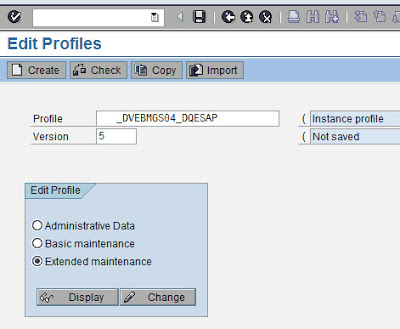 Edit Profiles
Create Check Copy Import
Profile _DVEBMGS04_DQESAP ( Instance profile
Version 5 ( Not saved
Edit Profile
Administrative Data
Basic maintenance
Extended maintenance
Display Change